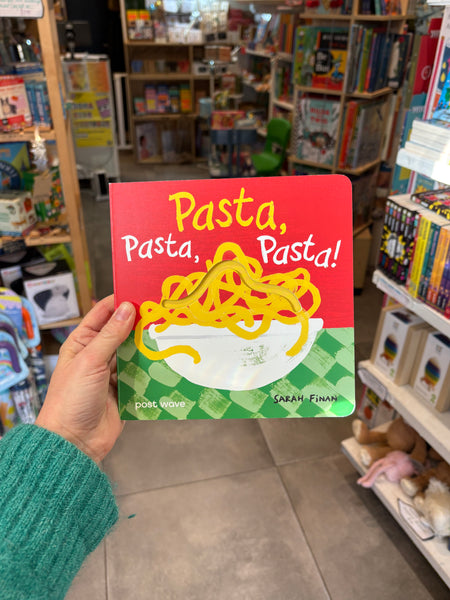 Pasta,
Pasta, Pasta!
post wave
SARAH FINAN